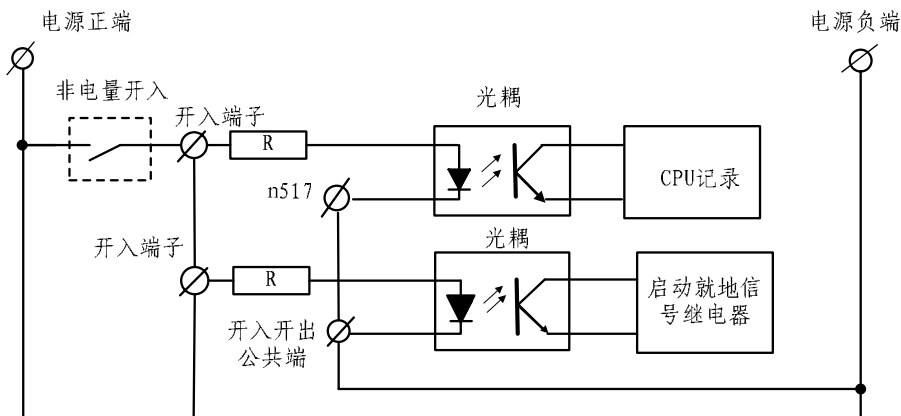 电源正端
电源负端
非电量开入
光耦
开入端子
R
CPU记录
n517
光耦
开入端子
R
启动就地信
号继电器
开入开出
公共端